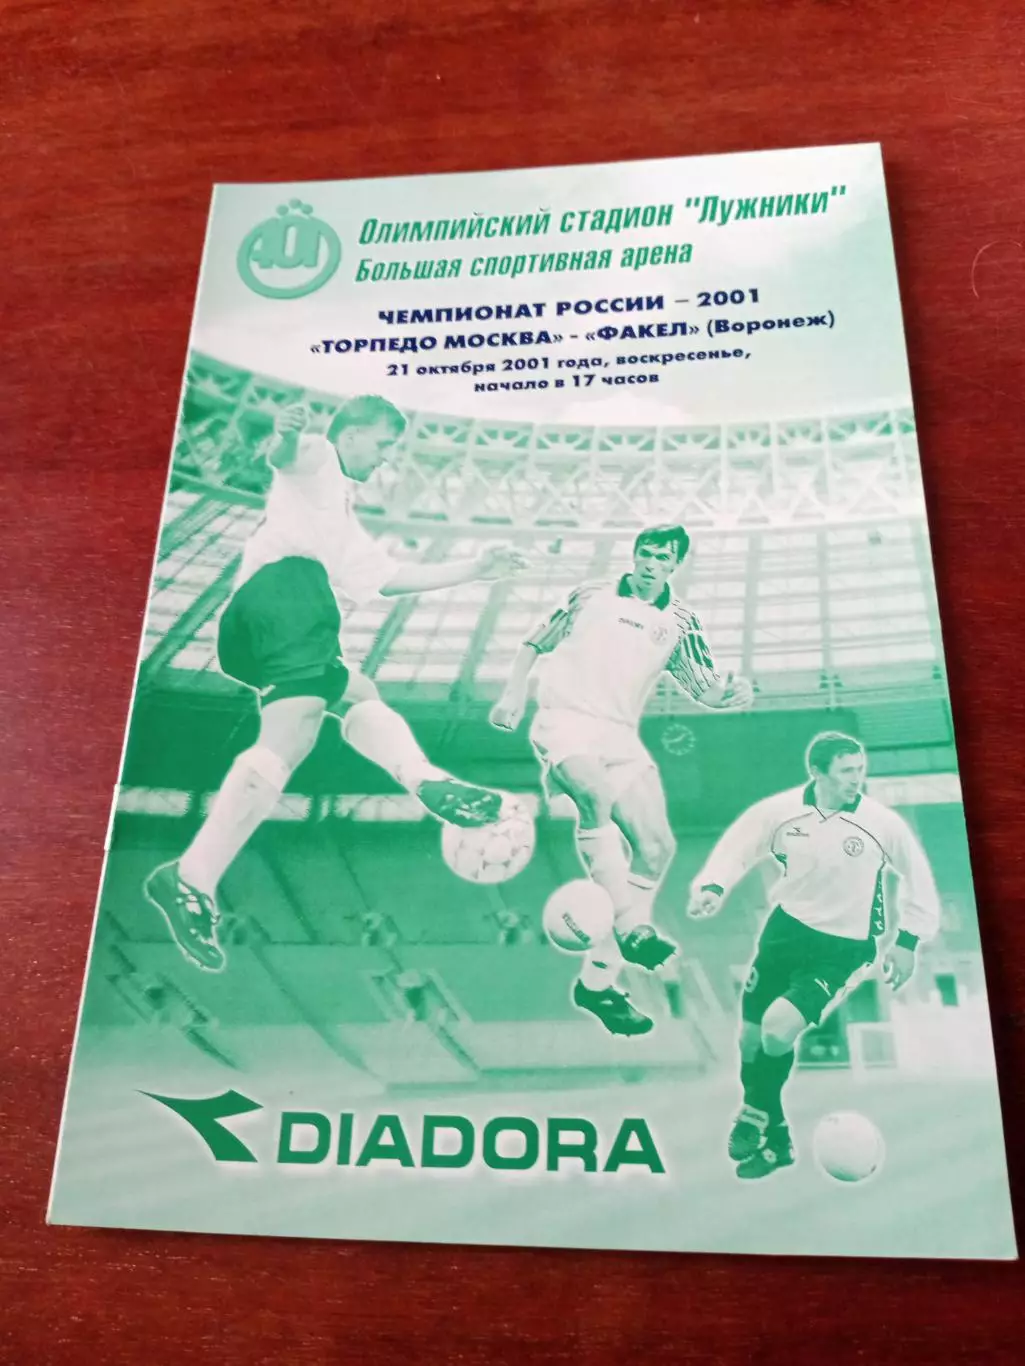 Олимпийский стадион "Лужники"
Большая спортивная арена
ЧЕМПИОНАТ РОССИИ – 2001
«ТОРПЕДО МОСКВА» - «ФАКЕЛ» (Воронеж)
21 октября 2001 года, воскресенье,
начало в 17 часов
DIADORA